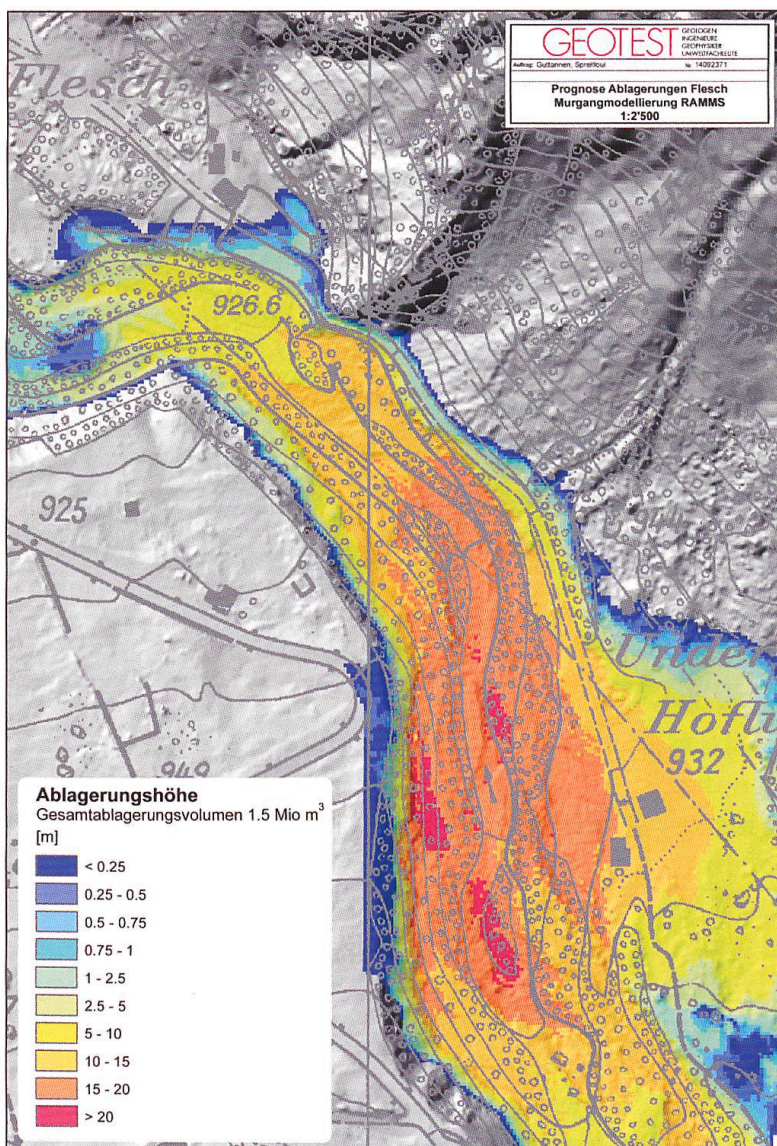 GEOTEST
GEOLOGEN
INGENIEURE
GEOPHYSIKER
UMWELTFACHLEUTE
Auftrag: Guttannen, Spreitloui Nr. 14092371
Prognose Ablagerungen Flesch
Murgangmodellierung RAMMS
1:2'500
Flesch
926.6
925
Under
Hoflu
932
949
Ablagerungshöhe
Gesamtablagerungsvolumen 1.5 Mio m³
[m]
< 0.25
0.25 - 0.5
0.5 - 0.75
0.75 - 1
1 - 2.5
2.5 - 5
5 - 10
10 - 15
15 - 20
> 20